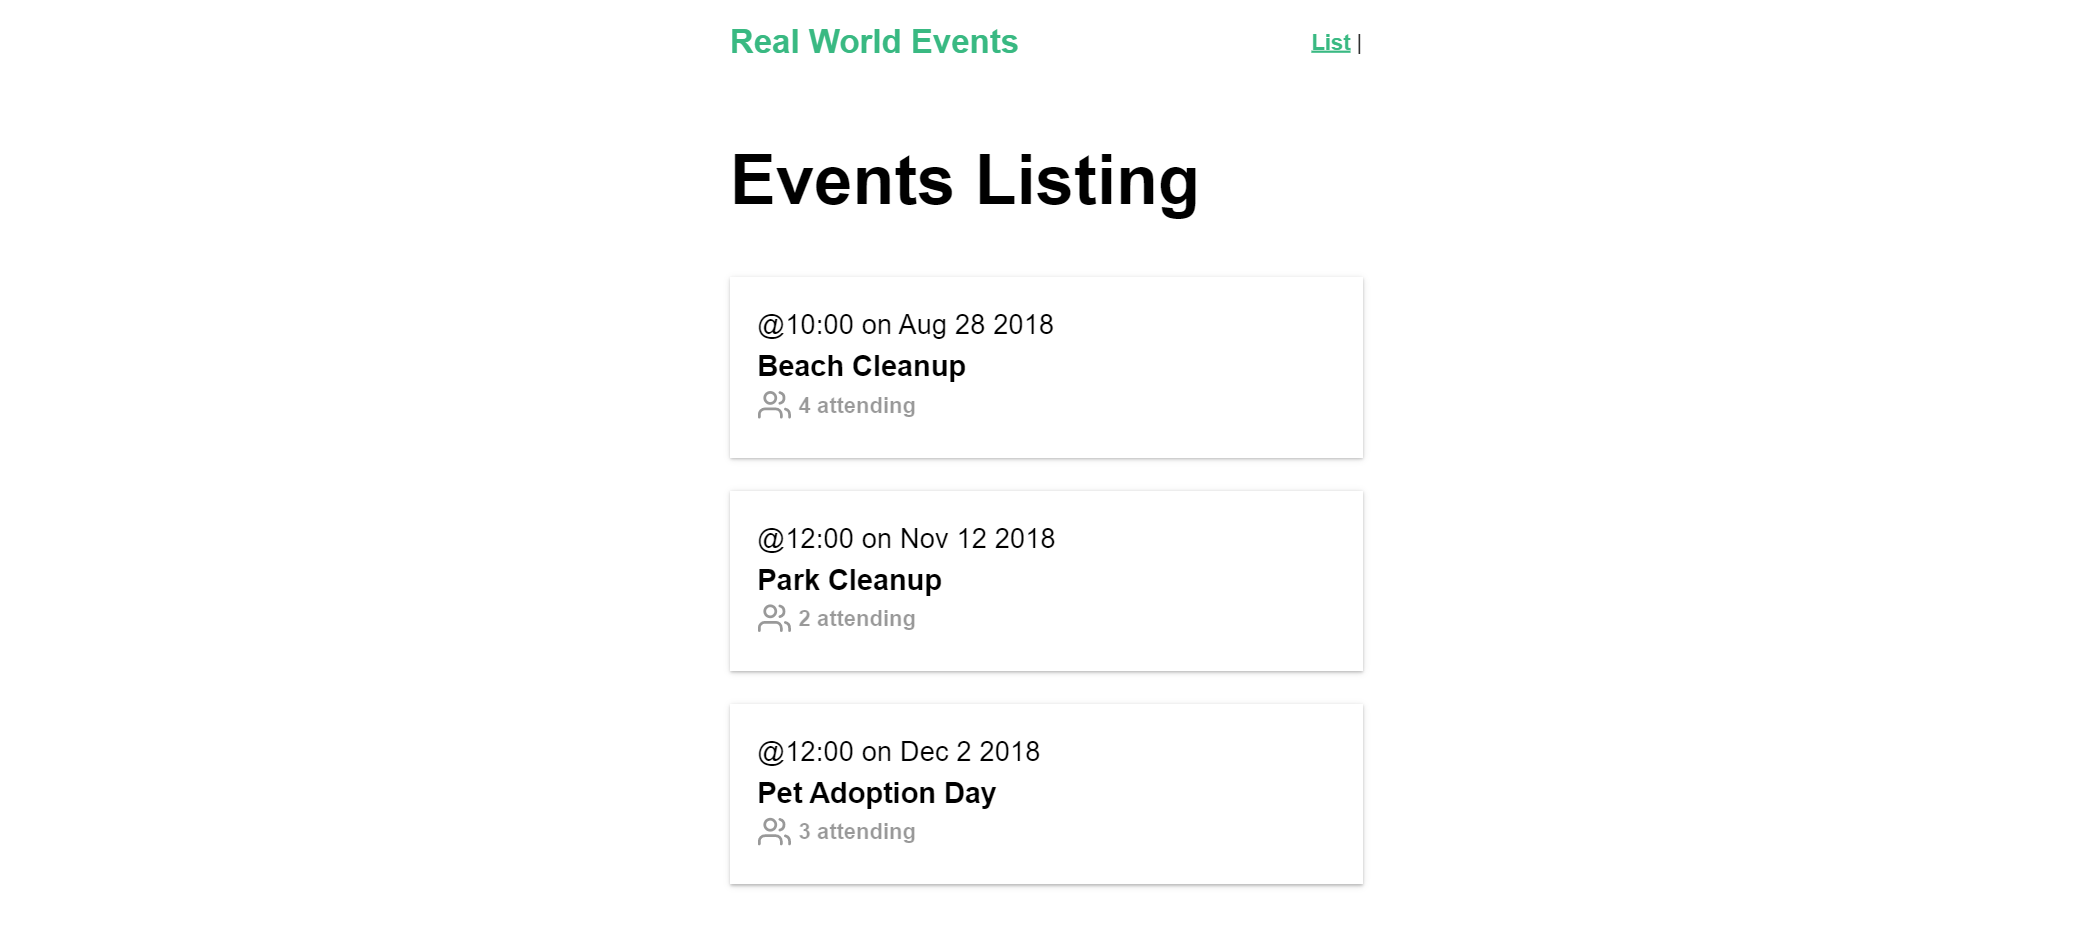 Real World Events
List |
Events Listing
@10:00 on Aug 28 2018
Beach Cleanup
4 attending
@12:00 on Nov 12 2018
Park Cleanup
2 attending
@12:00 on Dec 2 2018
Pet Adoption Day
3 attending